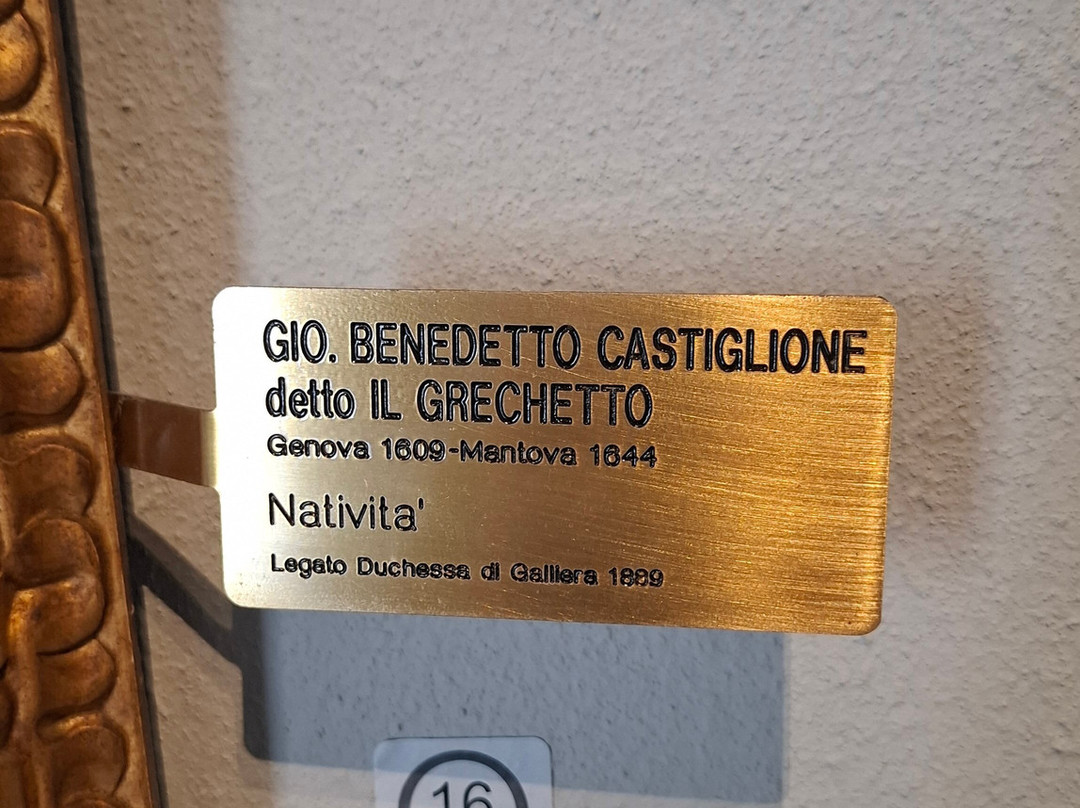 GIO. BENEDETTO CASTIGLIONE
detto IL GRECHETTO
Genova 1609-Mantova 1644
Nativita'
Legato Duchessa di Galliera 1889
16